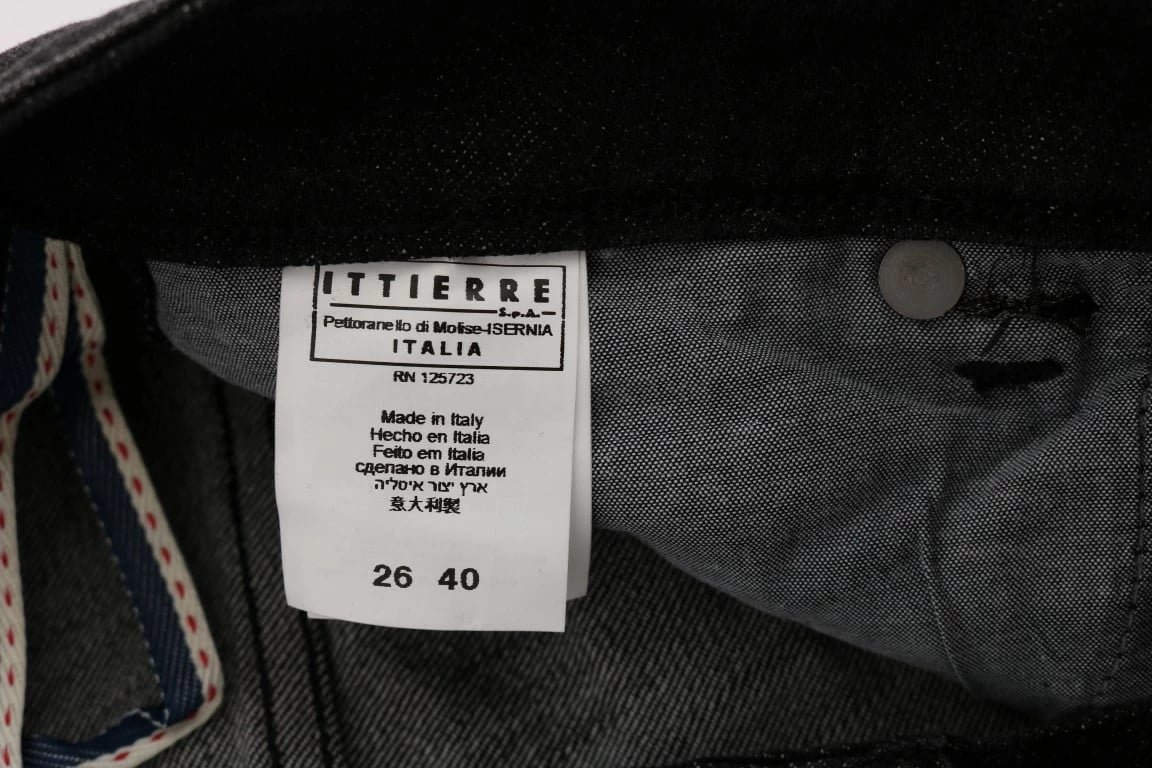 ITTIERRE
S.p.A.
Pettoranello di Molise-ISERNIA
ITALIA
RN 125723
Made in Italy
Hecho en Italia
Feito em Italia
сделано в Италии
ארץ יצור איטליה
意大利製
26 40